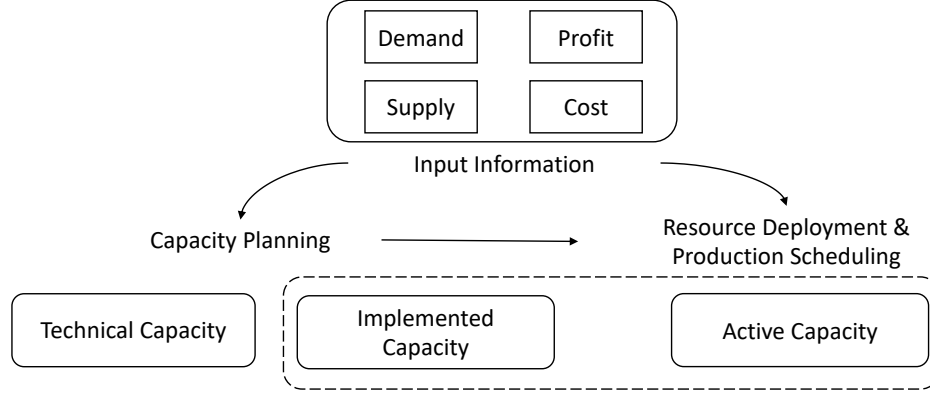 Demand
Profit
Supply
Cost
Input Information
Capacity Planning
Resource Deployment &
Production Scheduling
Technical Capacity
Implemented
Capacity
Active Capacity